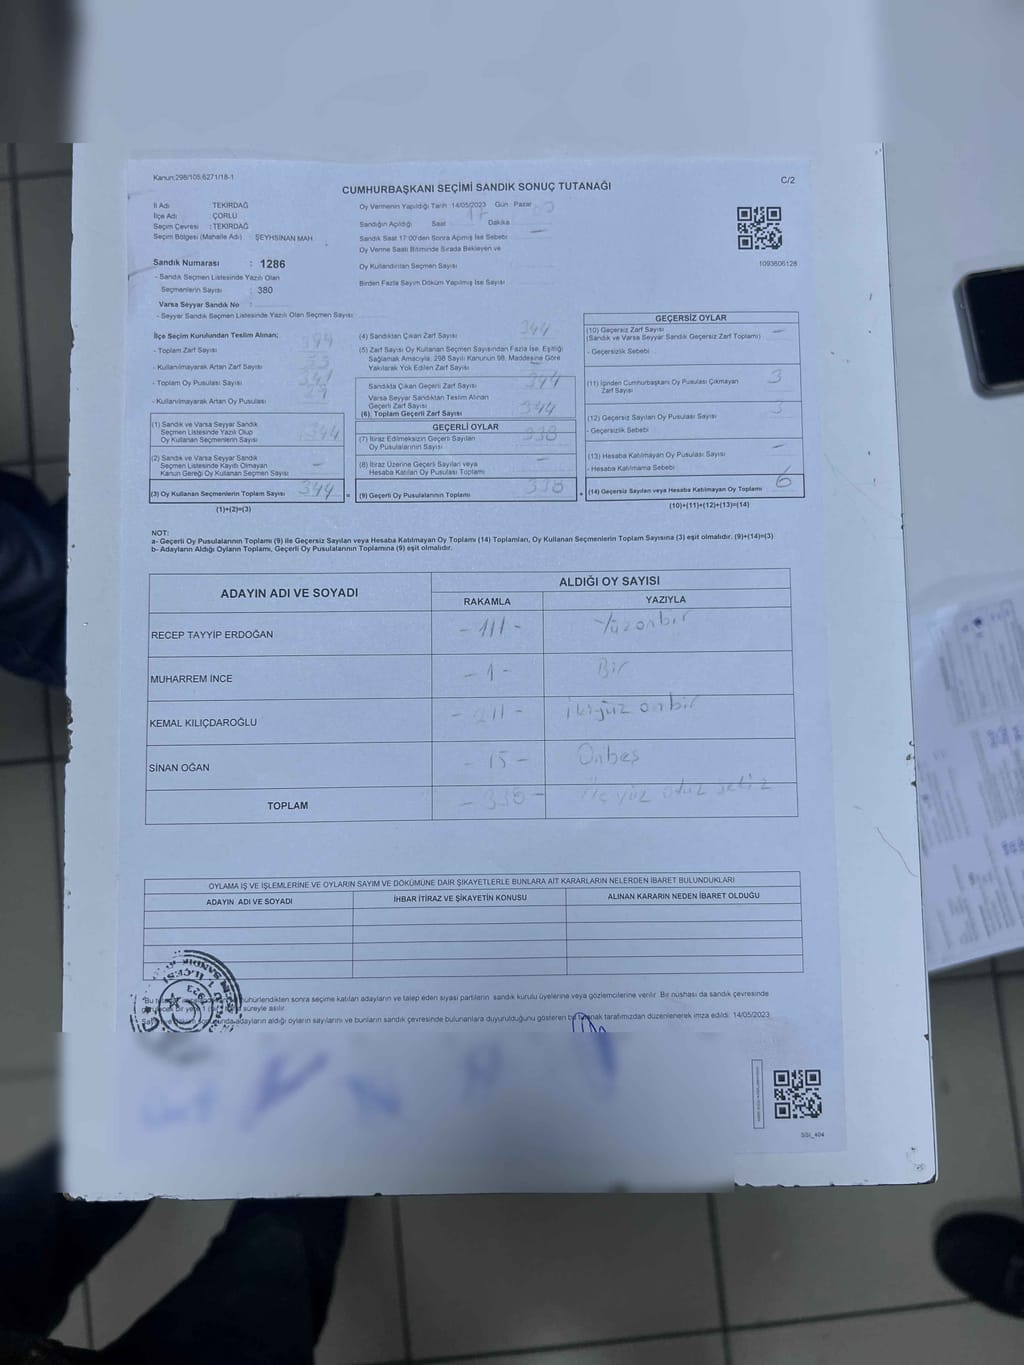 Kanun;298/105,6271/18-1
C/2
CUMHURBAŞKANI SEÇİMİ SANDIK SONUÇ TUTANAĞI
İl Adı TEKİRDAĞ
İlçe Adı ÇORLU
Seçim Çevresi : TEKİRDAĞ
Seçim Bölgesi (Mahalle Adı) : ŞEYHSİNAN MAH
Sandık Numarası : 1286
- Sandık Seçmen Listesinde Yazılı Olan
Seçmenlerin Sayısı : 380
Varsa Seyyar Sandık No :
- Seyyar Sandık Seçmen Listesinde Yazılı Olan Seçmen Sayısı:
Oy Vermenin Yapıldığı Tarih :14/05/2023 Gün : Pazar
Sandığın Açıldığı Saat 17 Dakika
Sandık Saat 17:00'den Sonra Açılmış İse Sebebi
Oy Verme Saati Bitiminde Sırada Bekleyen ve
Oy Kullandırılan Seçmen Sayısı
Birden Fazla Sayım Döküm Yapılmış İse Sayısı
1093606128
İlçe Seçim Kurulundan Teslim Alınan;
- Toplam Zarf Sayısı
- Kullanılmayarak Artan Zarf Sayısı
- Toplam Oy Pusulası Sayısı
- Kullanılmayarak Artan Oy Pusulası
(1) Sandık ve Varsa Seyyar Sandık
Seçmen Listesinde Yazılı Olup
Oy Kullanan Seçmenlerin Sayısı 344
(2) Sandık ve Varsa Seyyar Sandık
Seçmen Listesinde Kayıtlı Olmayan
Kanun Gereği Oy Kullanan Seçmen Sayısı —
(3) Oy Kullanan Seçmenlerin Toplam Sayısı 344
(1)+(2)=(3)
(4) Sandıktan Çıkan Zarf Sayısı 344
(5) Zarf Sayısı Oy Kullanan Seçmen Sayısından Fazla İse, Eşitliği
Sağlamak Amacıyla, 298 Sayılı Kanunun 98. Maddesine Göre
Yakılarak Yok Edilen Zarf Sayısı —
Sandıkta Çıkan Geçerli Zarf Sayısı 344
Varsa Seyyar Sandıktan Teslim Alınan
Geçerli Zarf Sayısı
(6). Toplam Geçerli Zarf Sayısı 344
GEÇERLİ OYLAR
(7) İtiraz Edilmeksizin Geçerli Sayılan
Oy Pusulalarının Sayısı 338
(8) İtiraz Üzerine Geçerli Sayılan veya
Hesaba Katılan Oy Pusulası Toplamı —
= (9) Geçerli Oy Pusulalarının Toplamı 338
GEÇERSİZ OYLAR
(10) Geçersiz Zarf Sayısı —
(Sandık ve Varsa Seyyar Sandık Geçersiz Zarf Toplamı)
- Geçersizlik Sebebi
(11) İçinden Cumhurbaşkanı Oy Pusulası Çıkmayan
Zarf Sayısı 3
(12) Geçersiz Sayılan Oy Pusulası Sayısı 3
- Geçersizlik Sebebi
(13) Hesaba Katılmayan Oy Pusulası Sayısı —
- Hesaba Katılmama Sebebi
+ (14) Geçersiz Sayılan veya Hesaba Katılmayan Oy Toplamı 6
(10)+(11)+(12)+(13)=(14)
NOT:
a- Geçerli Oy Pusulalarının Toplamı (9) ile Geçersiz Sayılan veya Hesaba Katılmayan Oy Toplamı (14) Toplamları, Oy Kullanan Seçmenlerin Toplam Sayısına (3) eşit olmalıdır. (9)+(14)=(3)
b- Adayların Aldığı Oyların Toplamı, Geçerli Oy Pusulalarının Toplamına (9) eşit olmalıdır.
ADAYIN ADI VE SOYADI ALDIĞI OY SAYISI
RAKAMLA YAZIYLA
RECEP TAYYİP ERDOĞAN - 111 - Yüzonbir
MUHARREM İNCE - 1 - Bir
KEMAL KILIÇDAROĞLU - 211 - İkiyüz onbir
SİNAN OĞAN - 15 - Onbeş
TOPLAM - 338 - Üç yüz otuz sekiz
OYLAMA İŞ VE İŞLEMLERİNE VE OYLARIN SAYIM VE DÖKÜMÜNE DAİR ŞİKAYETLERLE BUNLARA AİT KARARLARIN NELERDEN İBARET BULUNDUKLARI
ADAYIN ADI VE SOYADI İHBAR İTİRAZ VE ŞİKAYETİN KONUSU ALINAN KARARIN NEDEN İBARET OLDUĞU
mühürlendikten sonra seçime katılan adayların ve talep eden siyasi partilerin sandık kurulu üyelerine veya gözlemcilerine verilir. Bir nüshası da sandık çevresinde
süreyle asılır.
adayların aldığı oyların sayılarını ve bunların sandık çevresinde bulunanlara duyurulduğunu gösteren tarafımızdan düzenlenerek imza edildi. 14/05/2023
SSI_404